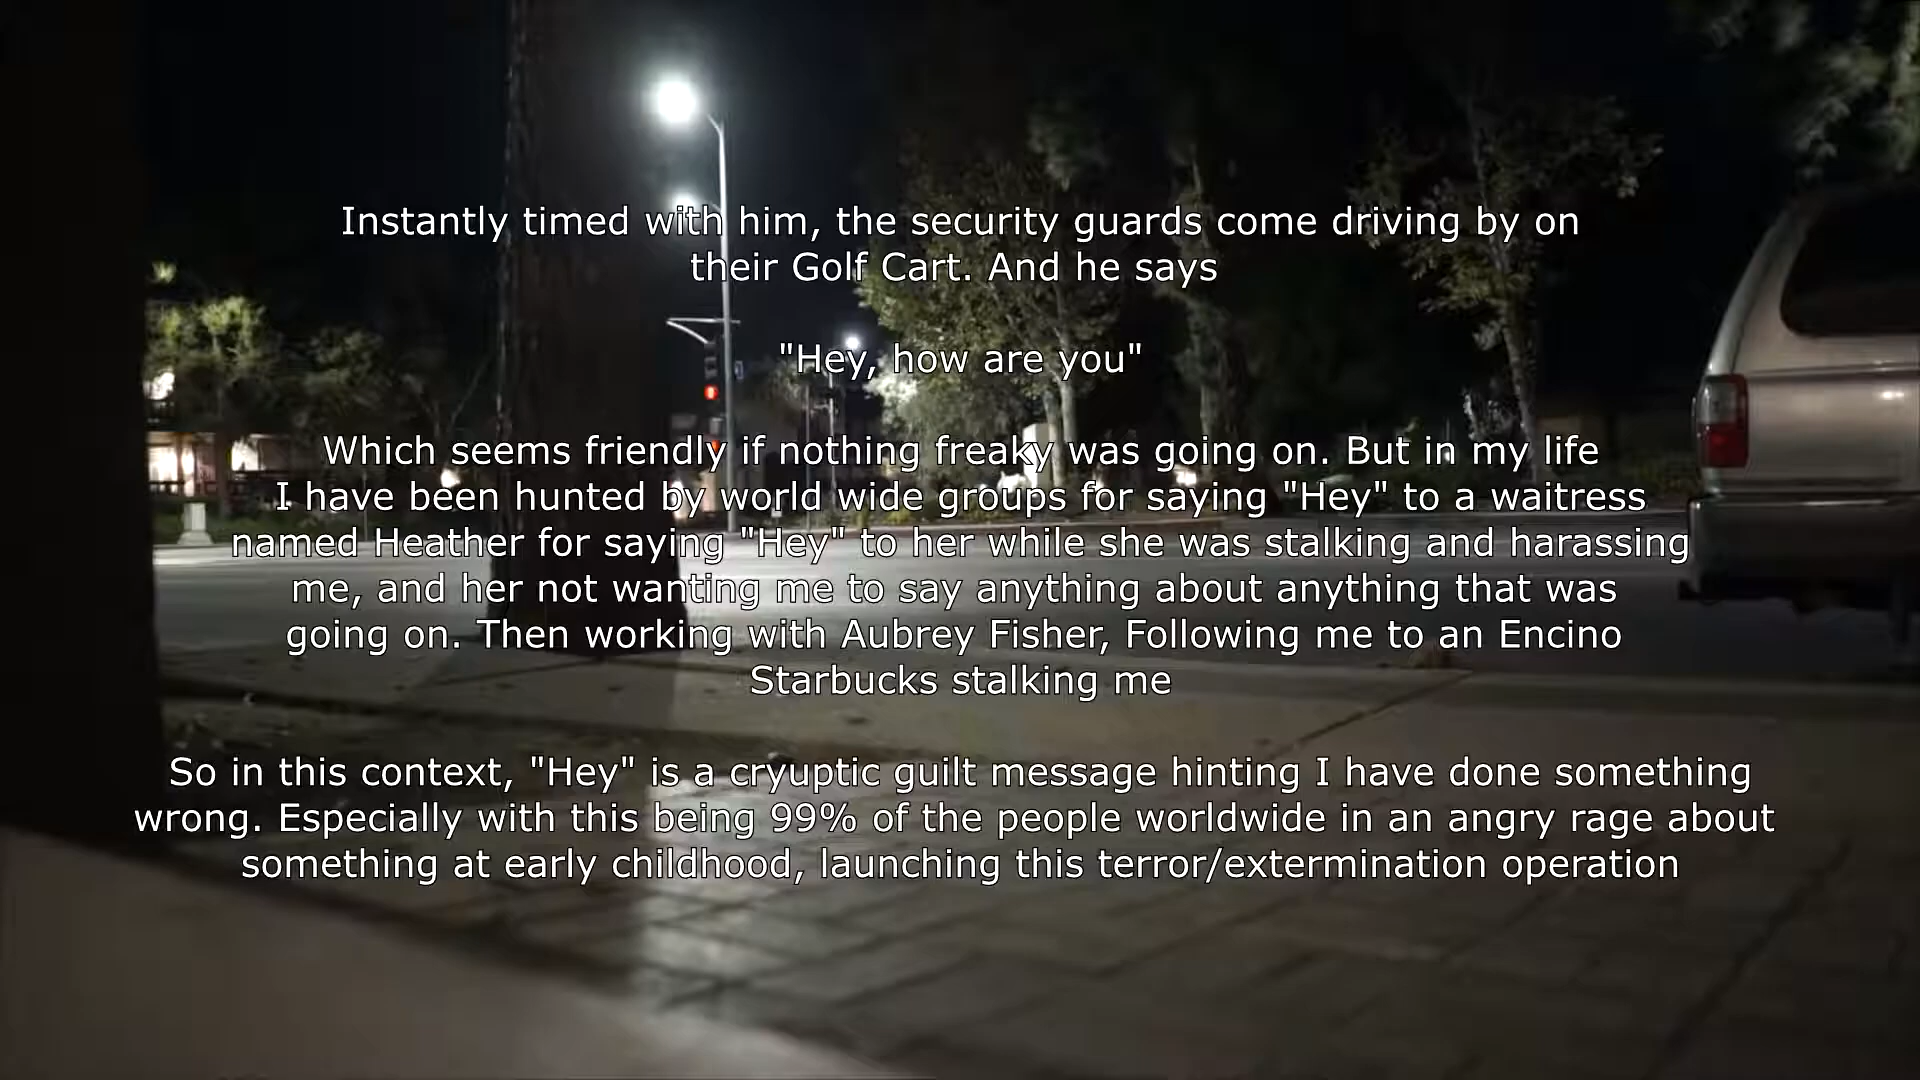 Instantly timed with him, the security guards come driving by on
their Golf Cart. And he says
"Hey, how are you"
Which seems friendly if nothing freaky was going on. But in my life
I have been hunted by world wide groups for saying "Hey" to a waitress
named Heather for saying "Hey" to her while she was stalking and harassing
me, and her not wanting me to say anything about anything that was
going on. Then working with Aubrey Fisher, Following me to an Encino
Starbucks stalking me
So in this context, "Hey" is a cryuptic guilt message hinting I have done something
wrong. Especially with this being 99% of the people worldwide in an angry rage about
something at early childhood, launching this terror/extermination operation